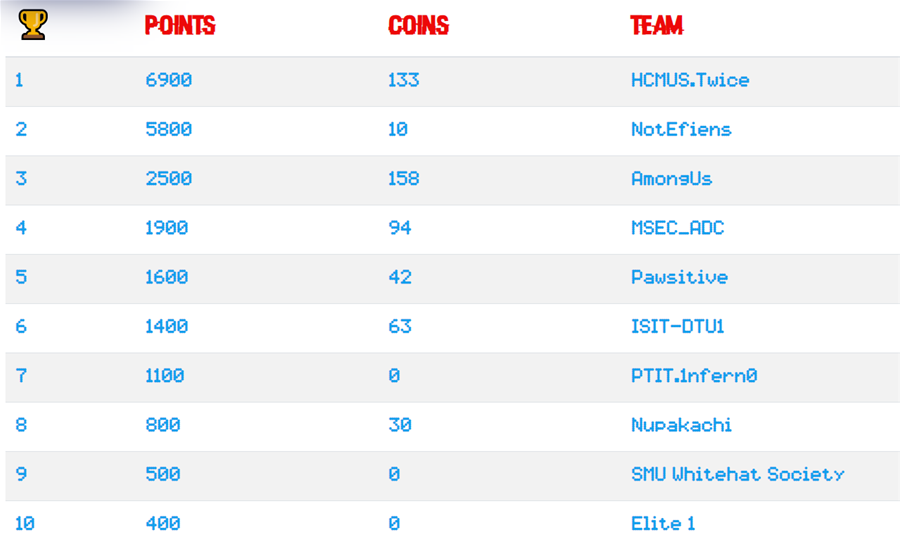 POINTS COINS TEAM
1 6900 133 HCMUS.Twice
2 5800 10 NotEfiens
3 2500 158 AmongUs
4 1900 94 MSEC_ADC
5 1600 42 Pawsitive
6 1400 63 ISIT-DTU1
7 1100 0 PTIT.1nfern0
8 800 30 Nupakachi
9 500 0 SMU Whitehat Society
10 400 0 Elite 1